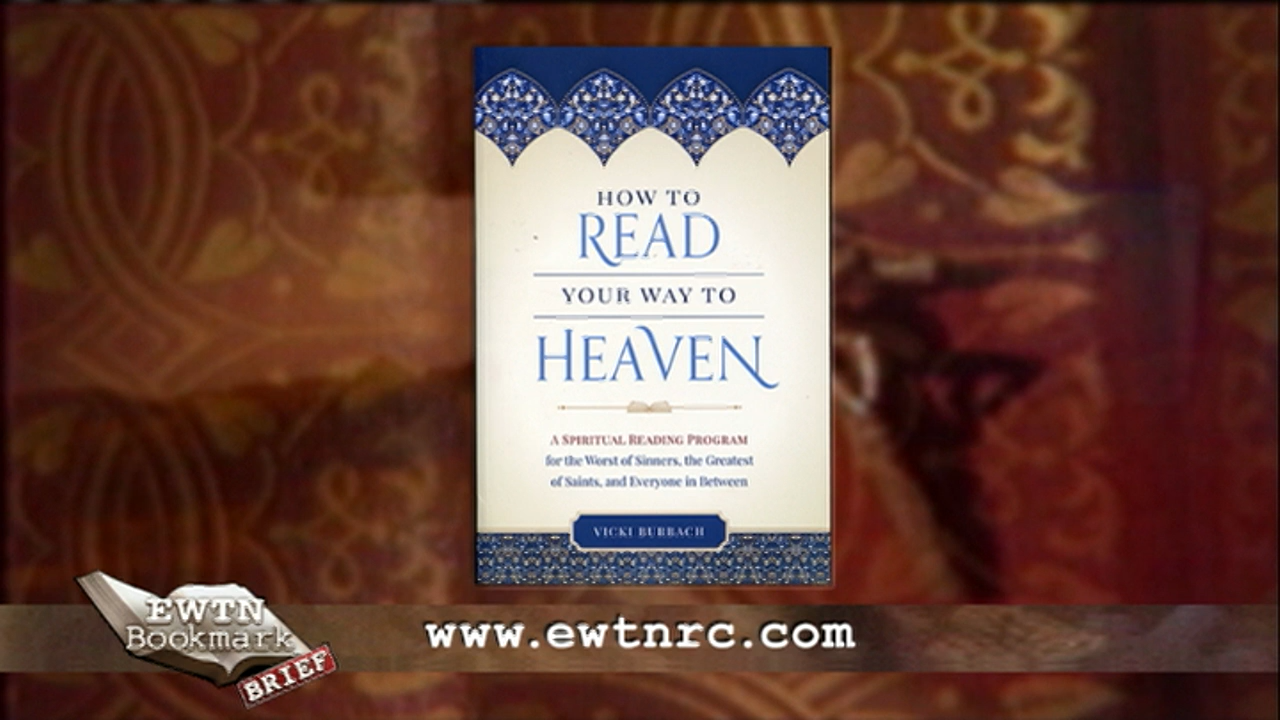 HOW TO
READ
YOUR WAY TO
HEAVEN
A SPIRITUAL READING PROGRAM
for the Worst of Sinners, the Greatest
of Saints, and Everyone in Between
VICKI BURBACH
EWTN
Bookmark
BRIEF
www.ewtnrc.com